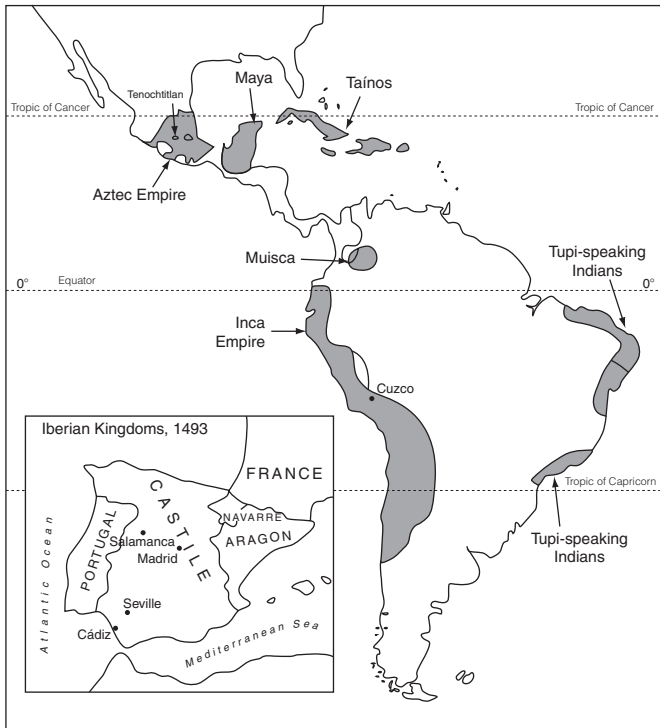 Maya
Taínos
Tenochtitlan
Tropic of Cancer
Tropic of Cancer
Aztec Empire
Muisca
Tupi-speaking
Indians
0°
Equator
0°
Inca
Empire
Cuzco
Iberian Kingdoms, 1493
FRANCE
CASTILE
NAVARRE
ARAGON
PORTUGAL
Salamanca
Madrid
Seville
Cádiz
Atlantic Ocean
Mediterranean Sea
Tropic of Capricorn
Tupi-speaking
Indians